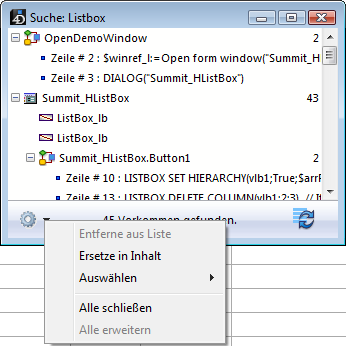 Suche: Listbox
OpenDemoWindow 2
Zeile # 2 : $winref_l:=Open form window("Summit_H
Zeile # 3 : DIALOG("Summit_HListBox")
Summit_HListBox 43
ListBox_lb
ListBox_lb
Summit_HListBox.Button1 2
Zeile # 10 : LISTBOX SET HIERARCHY(vlb1;True;$arrP
Zeile # 13 : LISTBOX DELETE COLUMN(vlb1;2;3)
45 Vorkommen gefunden.
Entferne aus Liste
Ersetze in Inhalt
Auswählen
Alle schließen
Alle erweitern